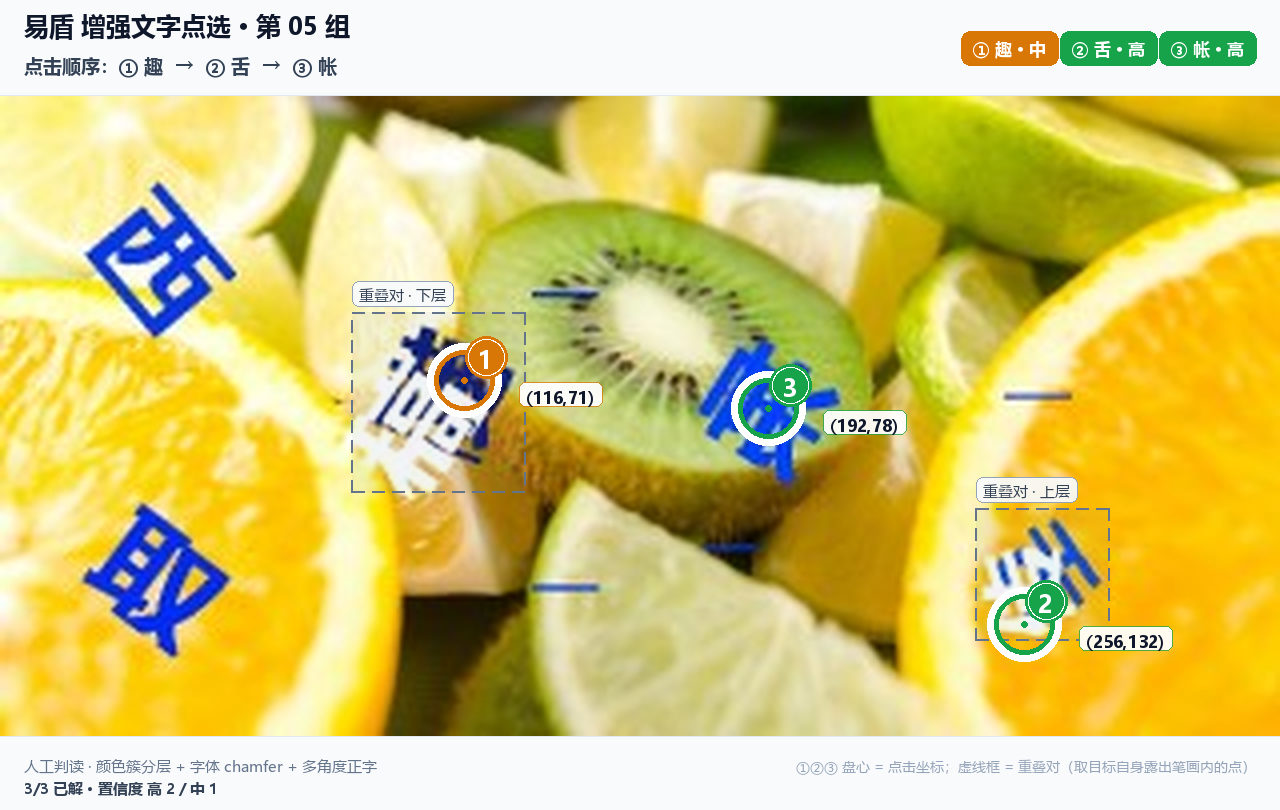 易盾 增强文字点选 • 第 05 组
点击顺序: ① 趣 → ② 舌 → ③ 帐
① 趣 • 中 ② 舌 • 高 ③ 帐 • 高
西
重叠对 · 下层
1
(116,71)
3
(192,78)
帐
重叠对 · 上层
取
2
(256,132)
人工判读 · 颜色簇分层 + 字体 chamfer + 多角度正字
3/3 已解 • 置信度 高 2 / 中 1
①②③ 盘心 = 点击坐标; 虚线框 = 重叠对（取目标自身露出笔画内的点）